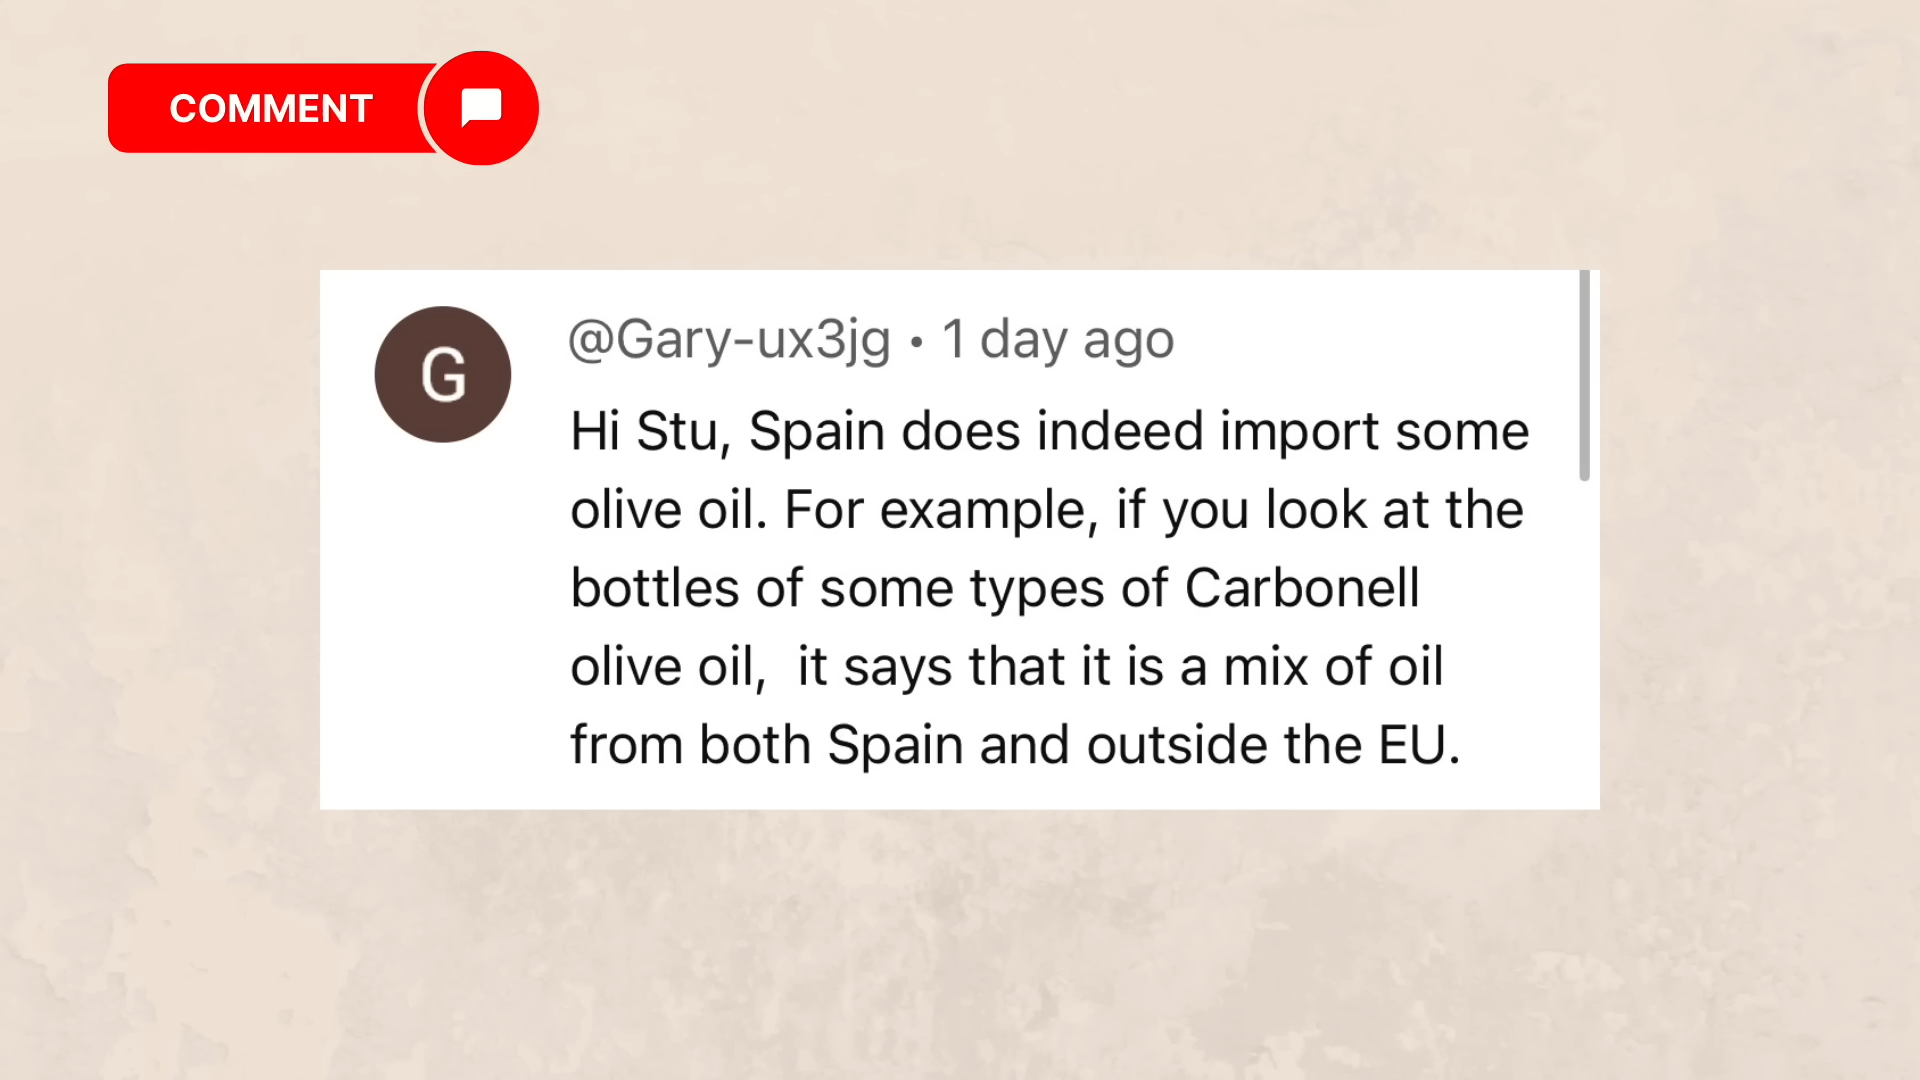 COMMENT
G
@Gary-ux3jg • 1 day ago
Hi Stu, Spain does indeed import some
olive oil. For example, if you look at the
bottles of some types of Carbonell
olive oil,  it says that it is a mix of oil
from both Spain and outside the EU.